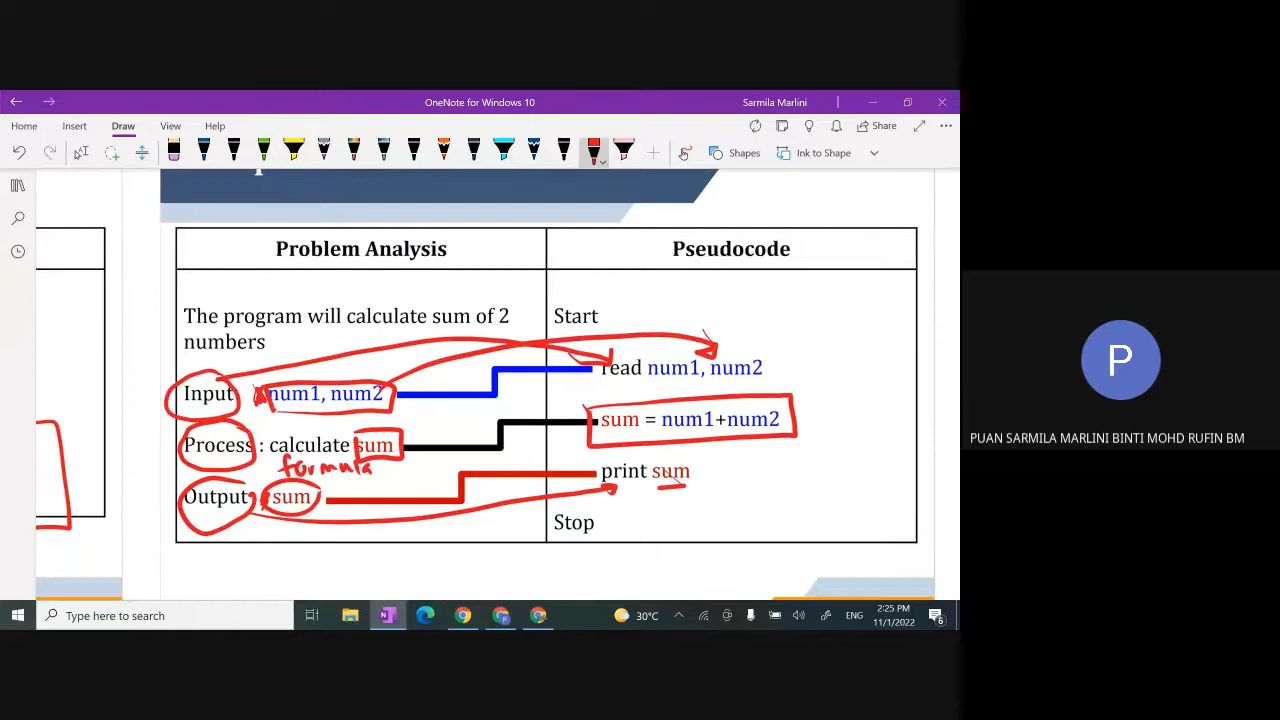 OneNote for Windows 10
Sarmila Marlini
Home Insert Draw View Help
Share
Shapes
Ink to Shape
Problem Analysis
Pseudocode
The program will calculate sum of 2
numbers
Input : num1, num2
Process : calculate sum
formula
Output : sum
Start
read num1, num2
sum = num1+num2
print sum
Stop
P
PUAN SARMILA MARLINI BINTI MOHD RUFIN BM
Type here to search
30°C
ENG
2:25 PM
11/1/2022
6